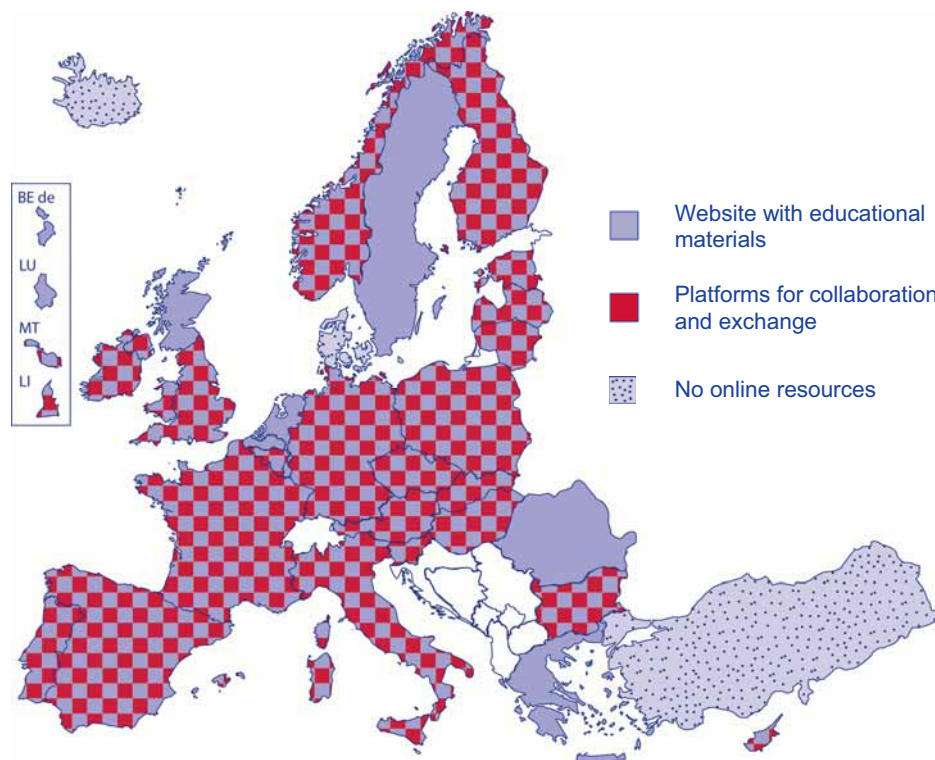 BE de
LU
MT
LI
Website with educational
materials
Platforms for collaboration
and exchange
No online resources